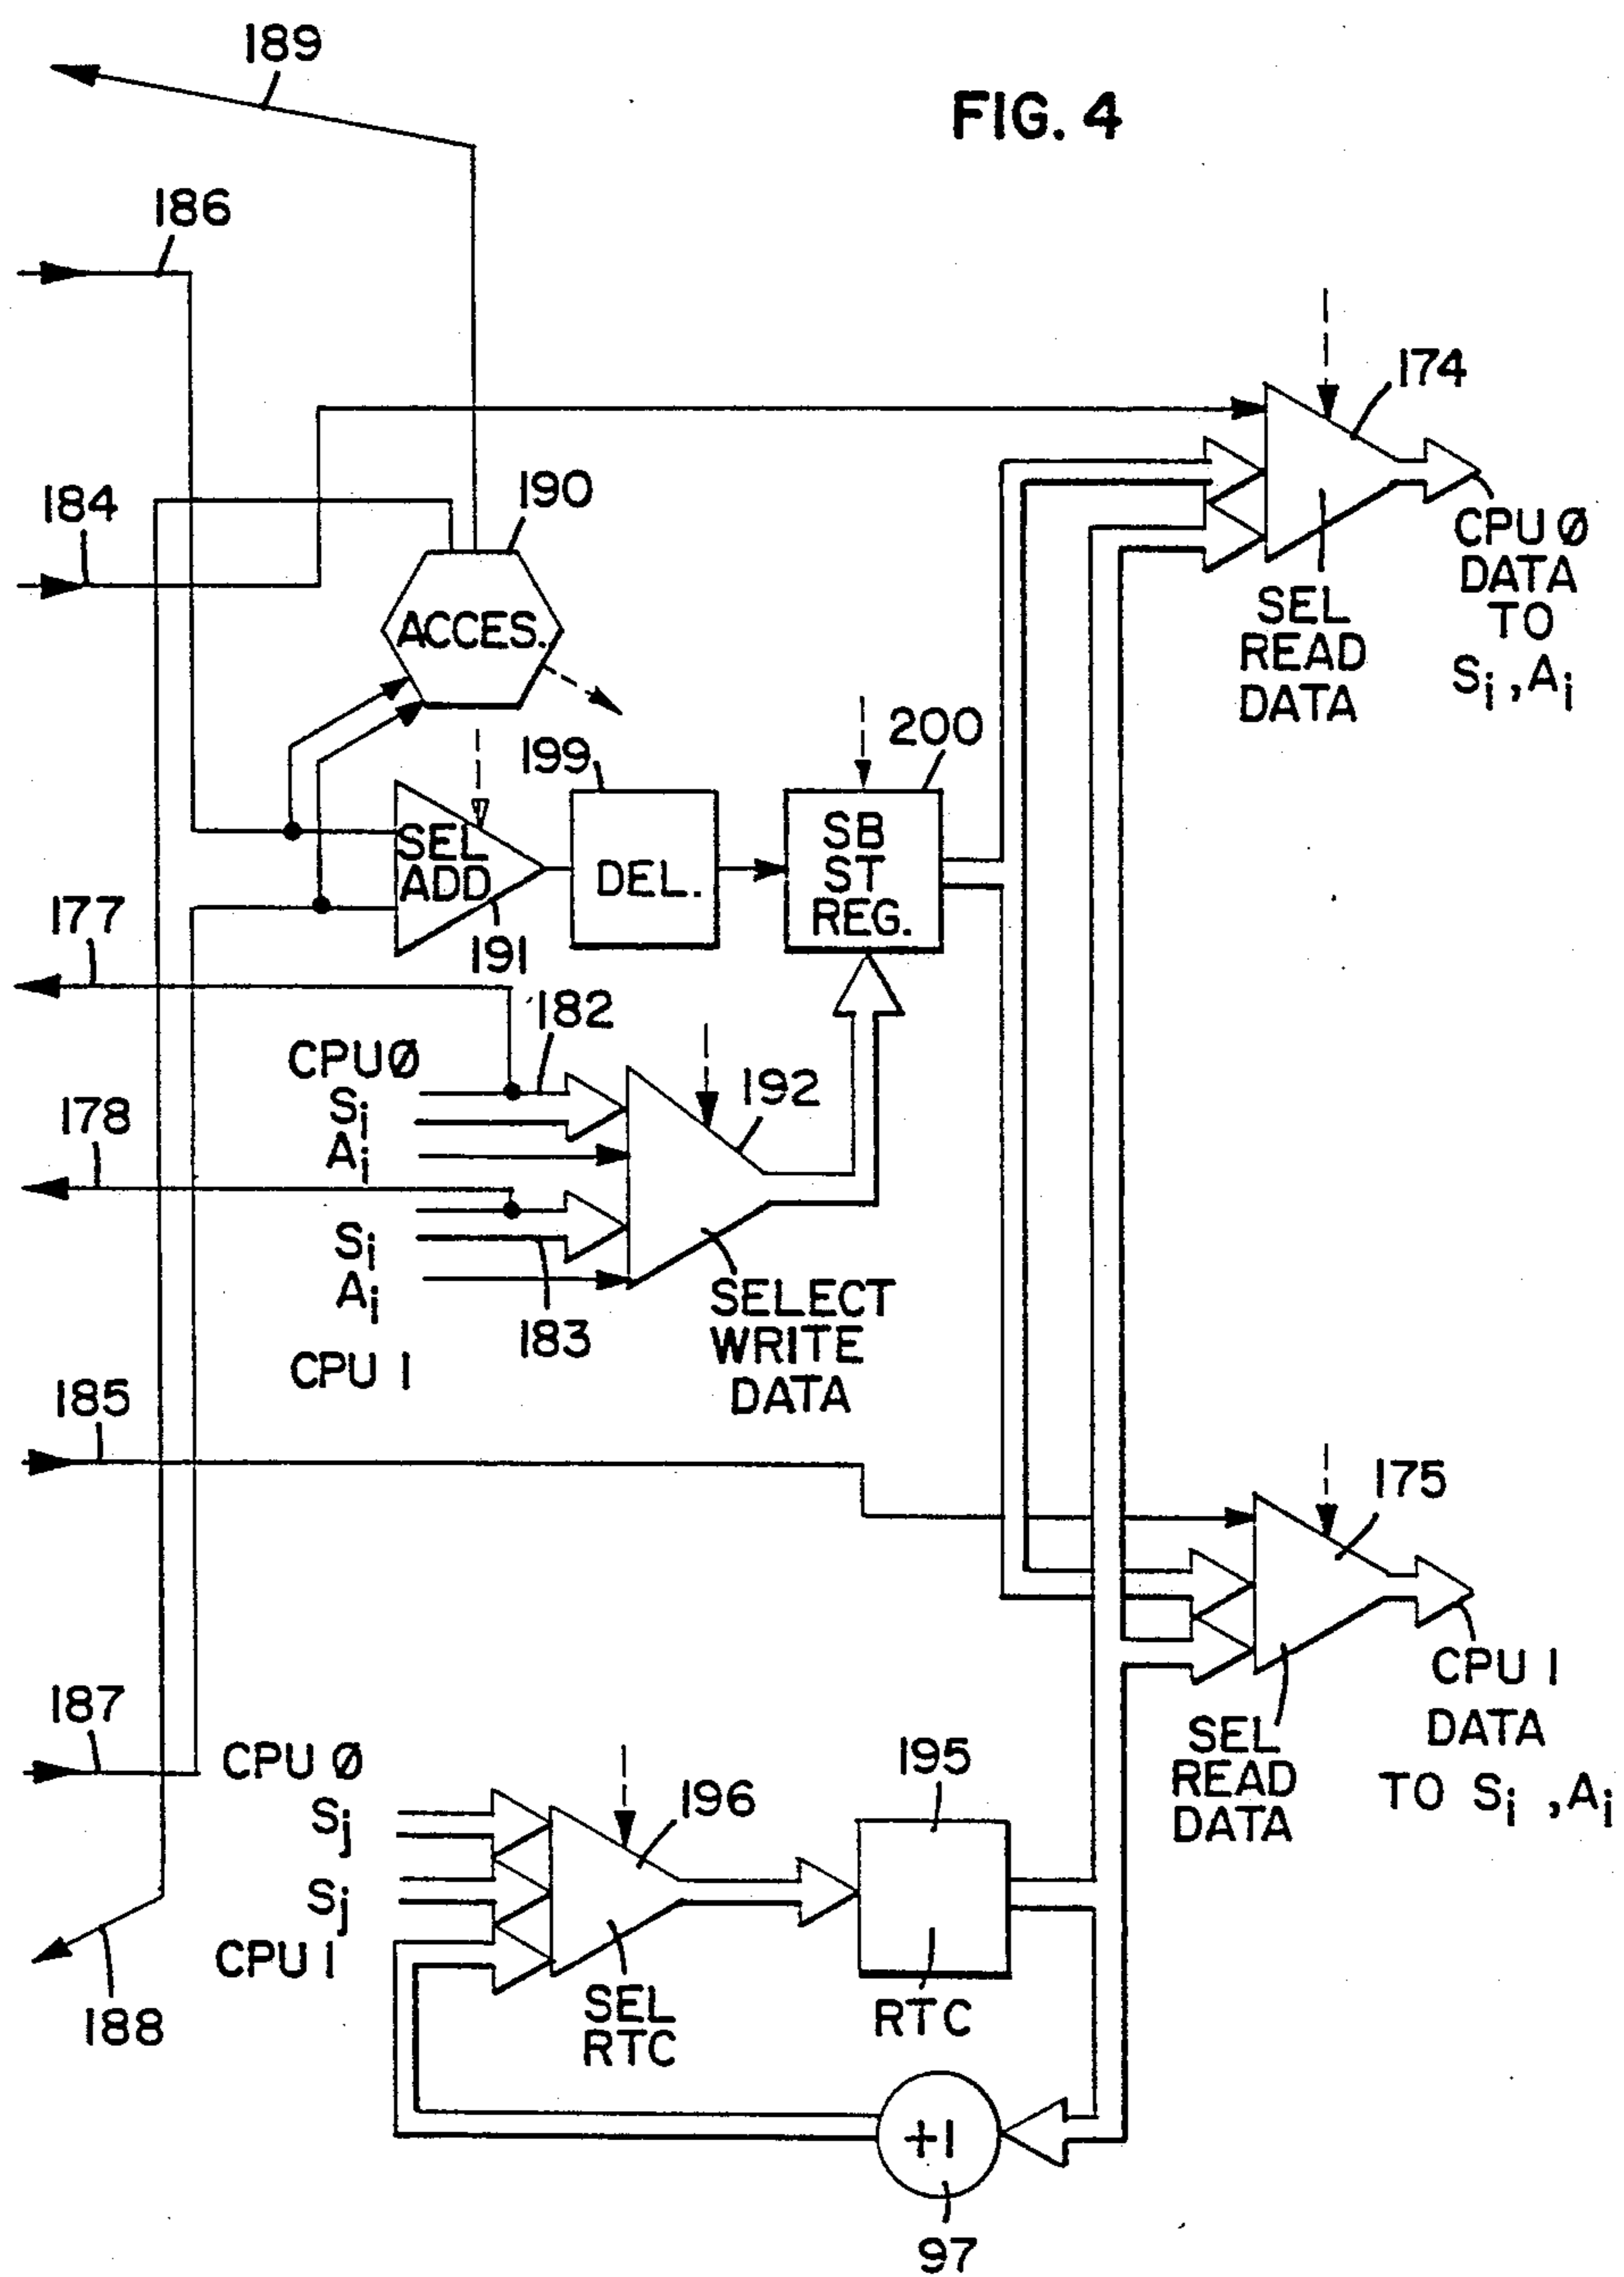 189
FIG. 4
186
174
184
190
CPU Ø
DATA
TO
Si, Ai
ACCES.
SEL
READ
DATA
199
200
SEL
ADD
DEL.
SB
ST
REG.
177
191
182
CPUØ
Si
Ai
192
178
Si
Ai
183
CPU 1
SELECT
WRITE
DATA
185
175
CPU 1
DATA
TO Si, Ai
SEL
READ
DATA
187
CPU Ø
Sj
195
196
Sj
CPU 1
188
SEL
RTC
RTC
+1
97